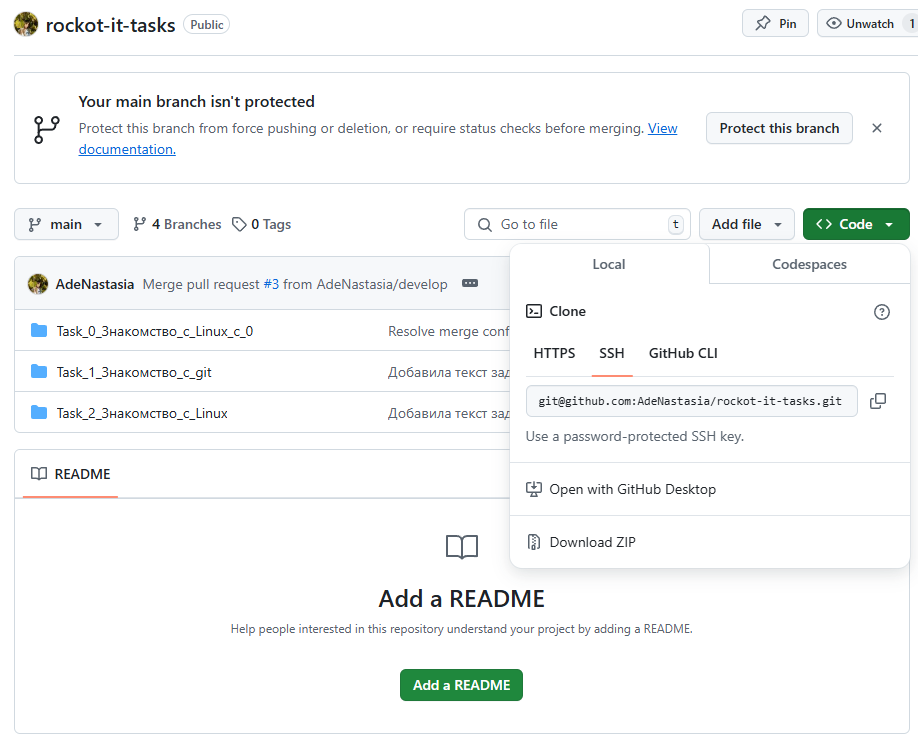 rockot-it-tasks Public Pin Unwatch 1
Your main branch isn't protected
Protect this branch from force pushing or deletion, or require status checks before merging. View
documentation.
Protect this branch
main 4 Branches 0 Tags Go to file t Add file Code
AdeNastasia Merge pull request #3 from AdeNastasia/develop
Task_0_Знакомство_с_Linux_с_0 Resolve merge conf
Task_1_Знакомство_с_git Добавила текст зад
Task_2_Знакомство_с_Linux Добавила текст зад
README
Add a README
Help people interested in this repository understand your project by adding a README.
Add a README
Local Codespaces
Clone
HTTPS SSH GitHub CLI
git@github.com:AdeNastasia/rockot-it-tasks.git
Use a password-protected SSH key.
Open with GitHub Desktop
Download ZIP